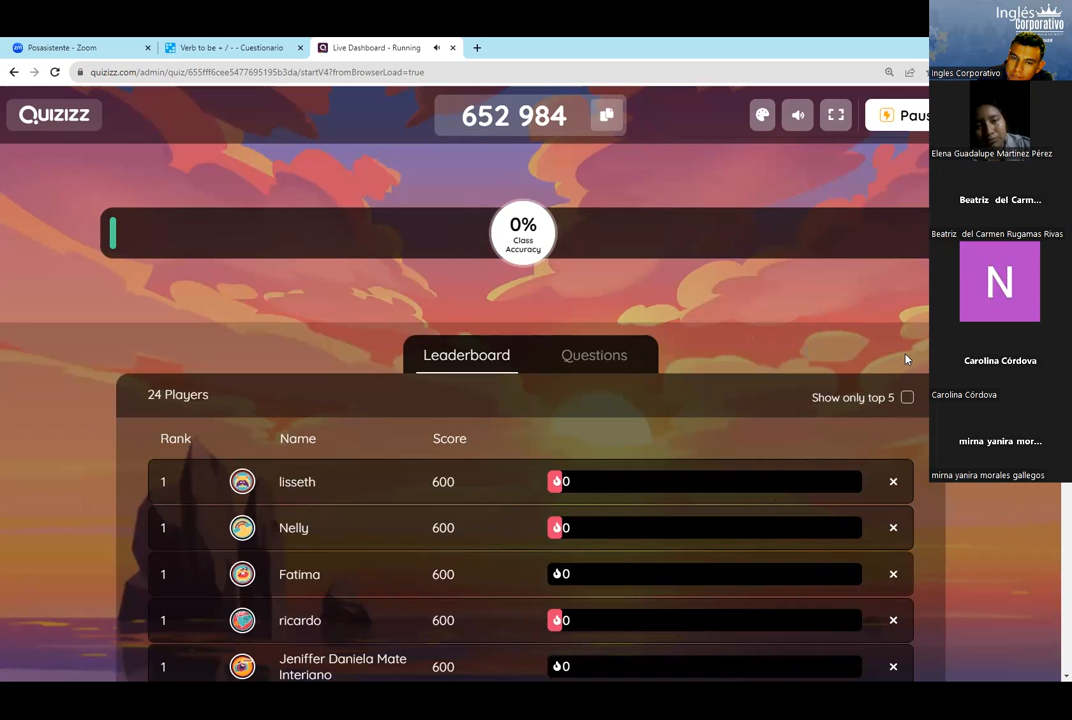 Posasistente - Zoom
Verb to be + / - - Cuestionario
Live Dashboard - Running
quizizz.com/admin/quiz/655fff6cee5477695195b3da/startV4?fromBrowserLoad=true
QUIZIZZ
652 984
Paus
0%
Class
Accuracy
Leaderboard
Questions
24 Players
Show only top 5
Rank
Name
Score
1 lisseth 600 0
1 Nelly 600 0
1 Fatima 600 0
1 ricardo 600 0
1 Jeniffer Daniela Mate Interiano 600 0
Inglés
Corporativo
Ingles Corporativo
Elena Guadalupe Martinez Pérez
Beatriz del Carm...
Beatriz del Carmen Rugamas Rivas
N
Carolina Córdova
Carolina Córdova
mirna yanira mor...
mirna yanira morales gallegos